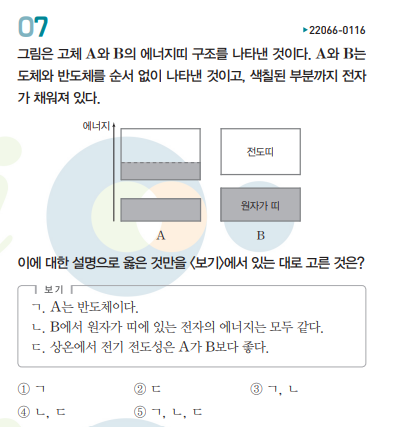 07
▶22066-0116
그림은 고체 A와 B의 에너지띠 구조를 나타낸 것이다. A와 B는
도체와 반도체를 순서 없이 나타낸 것이고, 색칠된 부분까지 전자
가 채워져 있다.
에너지
전도띠
원자가 띠
A
B
이에 대한 설명으로 옳은 것만을 <보기>에서 있는 대로 고른 것은?
보기
ㄱ. A는 반도체이다.
ㄴ. B에서 원자가 띠에 있는 전자의 에너지는 모두 같다.
ㄷ. 상온에서 전기 전도성은 A가 B보다 좋다.
① ㄱ ② ㄷ ③ ㄱ, ㄴ
④ ㄴ, ㄷ ⑤ ㄱ, ㄴ, ㄷ